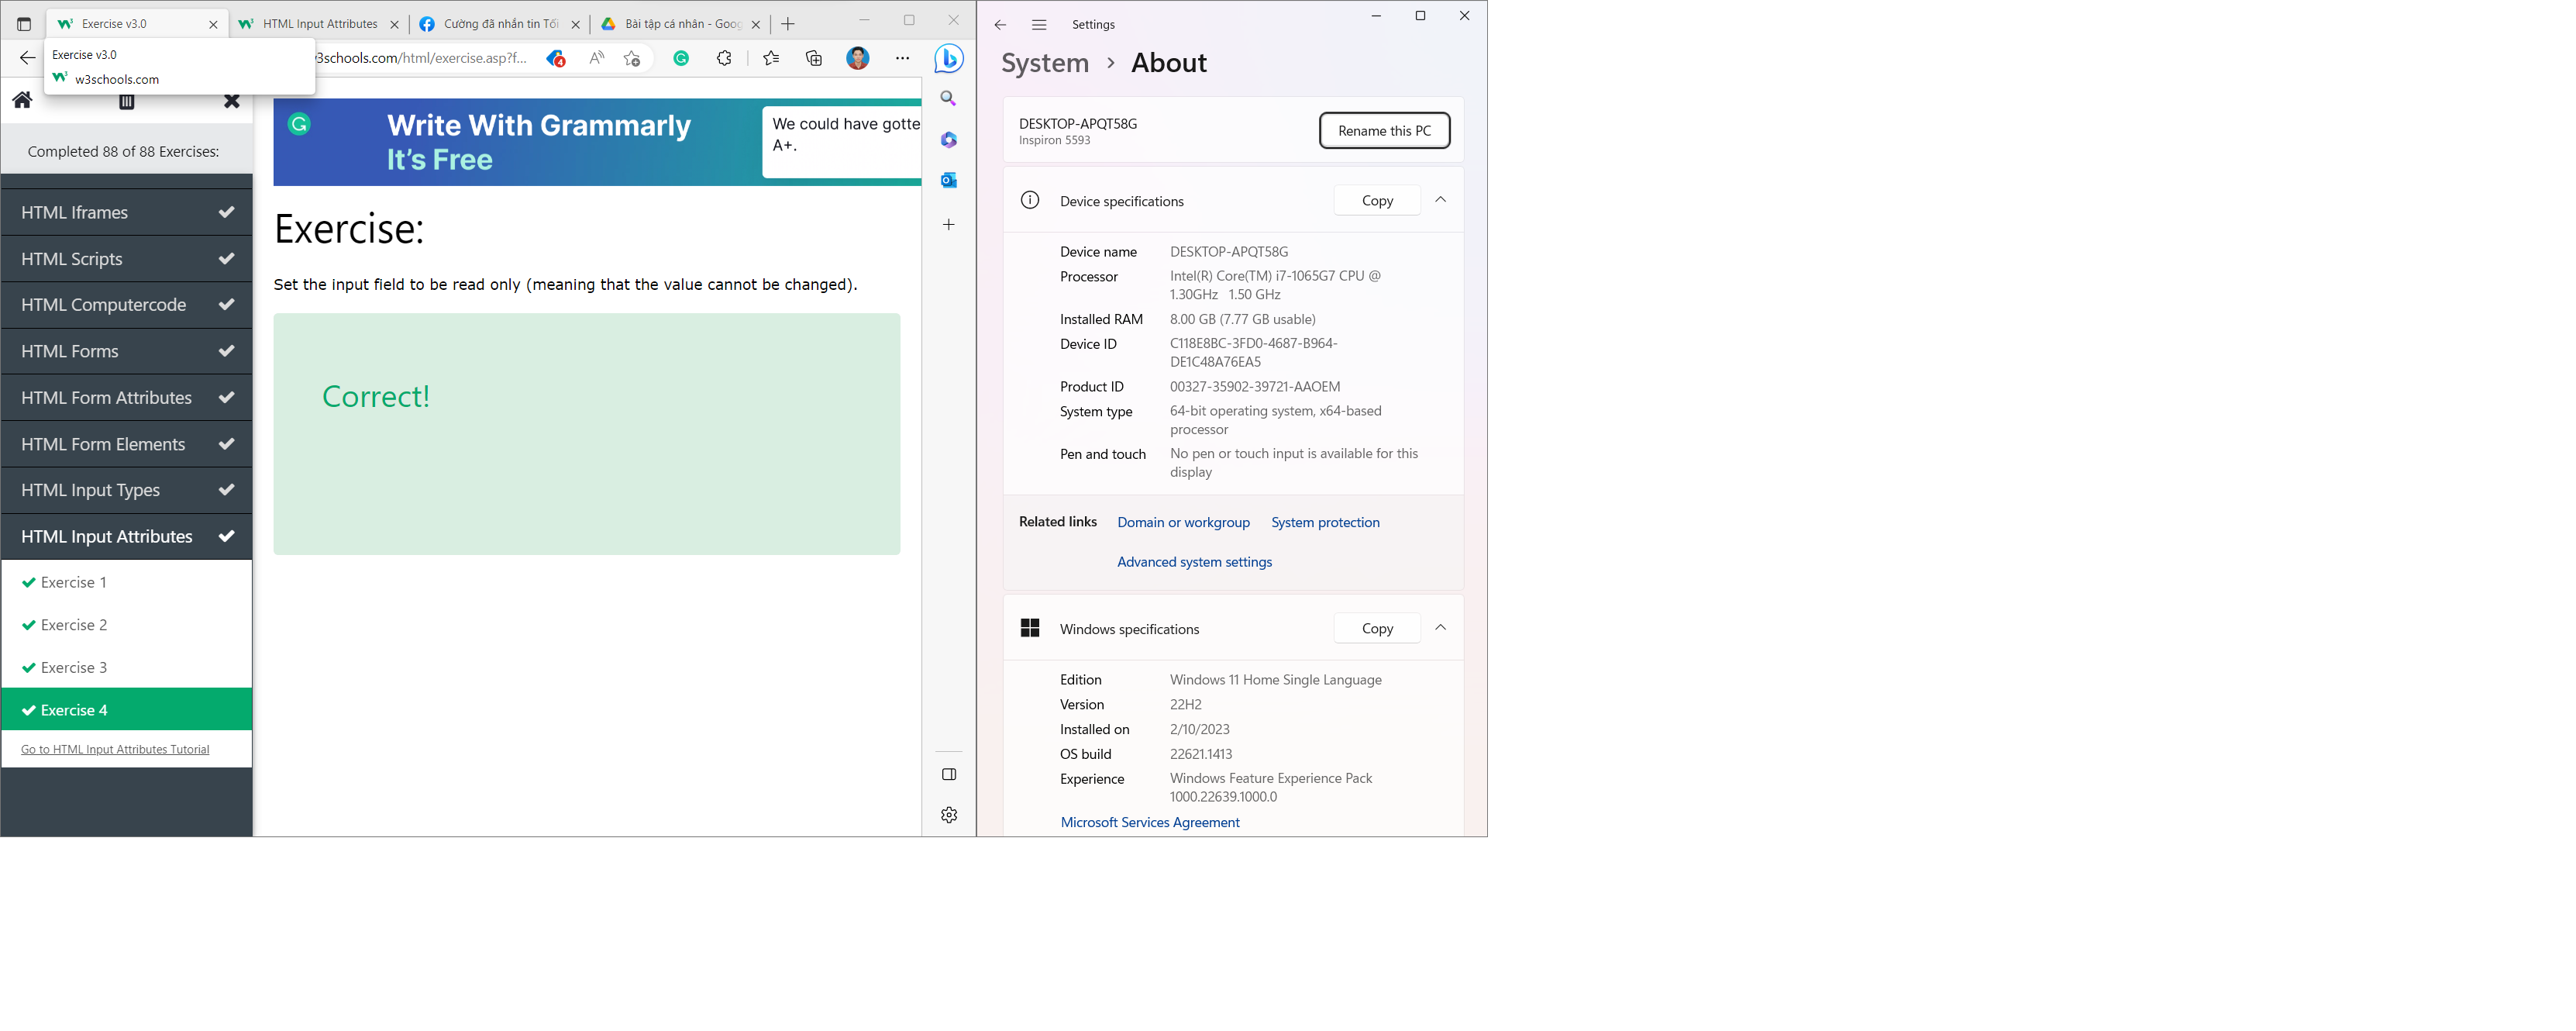 Exercise v3.0
HTML Input Attributes
Cường đã nhắn tin Tối
Bài tập cá nhân - Goog
Exercise v3.0
w3schools.com
3schools.com/html/exercise.asp?f...
4
Completed 88 of 88 Exercises:
HTML Iframes
HTML Scripts
HTML Computercode
HTML Forms
HTML Form Attributes
HTML Form Elements
HTML Input Types
HTML Input Attributes
Exercise 1
Exercise 2
Exercise 3
Exercise 4
Go to HTML Input Attributes Tutorial
Write With Grammarly
It's Free
We could have gotte
A+.
Exercise:
Set the input field to be read only (meaning that the value cannot be changed).
Correct!
Settings
System > About
DESKTOP-APQT58G
Inspiron 5593
Rename this PC
Device specifications
Copy
Device name DESKTOP-APQT58G
Processor Intel(R) Core(TM) i7-1065G7 CPU @
1.30GHz 1.50 GHz
Installed RAM 8.00 GB (7.77 GB usable)
Device ID C118E8BC-3FD0-4687-B964-
DE1C48A76EA5
Product ID 00327-35902-39721-AAOEM
System type 64-bit operating system, x64-based
processor
Pen and touch No pen or touch input is available for this
display
Related links Domain or workgroup System protection
Advanced system settings
Windows specifications
Copy
Edition Windows 11 Home Single Language
Version 22H2
Installed on 2/10/2023
OS build 22621.1413
Experience Windows Feature Experience Pack
1000.22639.1000.0
Microsoft Services Agreement